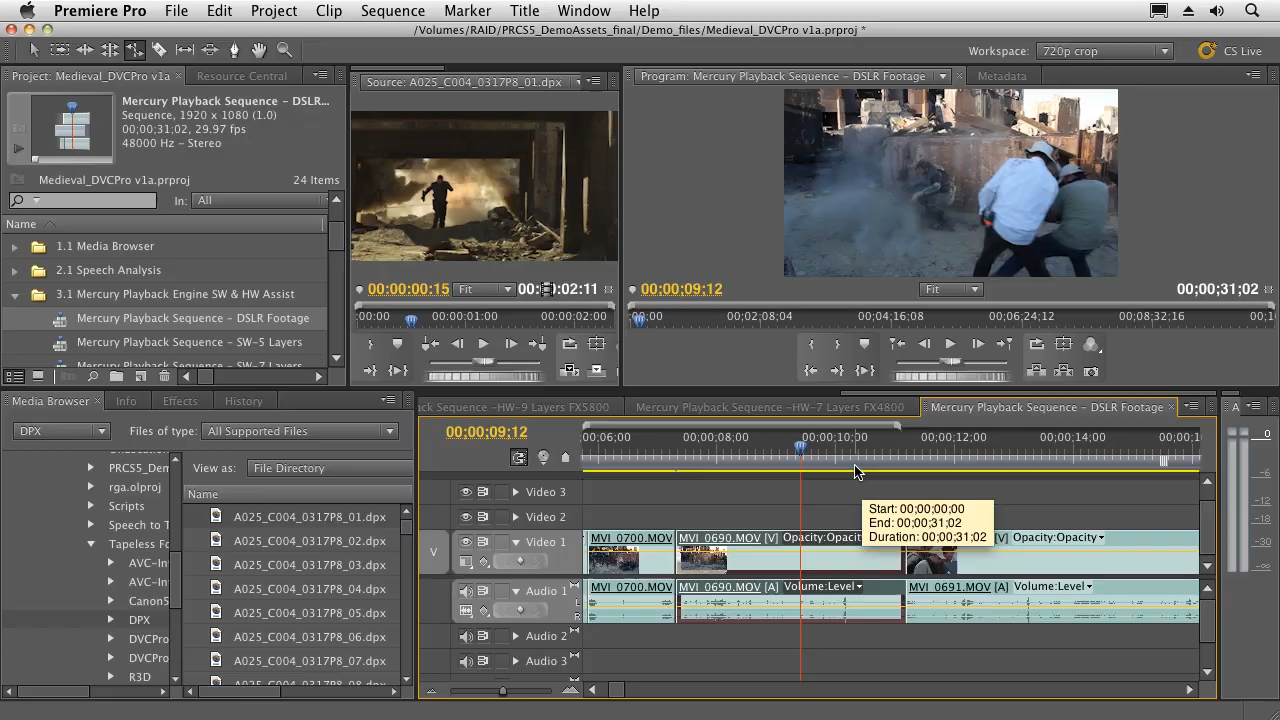 Premiere Pro File Edit Project Clip Sequence Marker Title Window Help
/Volumes/RAID/PRCS5_DemoAssets_final/Demo_files/Medieval_DVCPro v1a.prproj *
Workspace: 720p crop CS Live
Project: Medieval_DVCPro v1a Resource Central
Mercury Playback Sequence - DSLR...
Sequence, 1920 x 1080 (1.0)
00;00;31;02, 29.97 fps
48000 Hz - Stereo
Medieval_DVCPro v1a.prproj 24 Items
In: All
Name
1.1 Media Browser
2.1 Speech Analysis
3.1 Mercury Playback Engine SW & HW Assist
Mercury Playback Sequence - DSLR Footage
Mercury Playback Sequence - SW-5 Layers
Mercury Playback Sequence - SW-7 Layers
Source: A025_C004_0317P8_01.dpx
00:00:00:15 Fit 02:11
00:00 00:00:01:00 00:00:02:00
Program: Mercury Playback Sequence - DSLR Footage Metadata
00;00;09;12 Fit 00;00;31;02
00;00 00;02;08;04 00;04;16;08 00;06;24;12 00;08;32;16 00;10
Media Browser Info Effects History
DPX Files of type: All Supported Files
PRCS5_Dem
rga.olproj
Scripts
Speech to T
Tapeless Fo
AVC-In
AVC-In
Canon5
DPX
DVCPro
DVCPro
R3D
View as: File Directory
Name
A025_C004_0317P8_01.dpx
A025_C004_0317P8_02.dpx
A025_C004_0317P8_03.dpx
A025_C004_0317P8_04.dpx
A025_C004_0317P8_05.dpx
A025_C004_0317P8_06.dpx
A025_C004_0317P8_07.dpx
A025_C004_0317P8_08.dpx
ck Sequence -HW-9 Layers FX5800 Mercury Playback Sequence -HW-7 Layers FX4800 Mercury Playback Sequence - DSLR Footage
00;00;09;12
00;06;00 00;00;08;00 00;00;10;00 00;00;12;00 00;00;14;00 00;00;1
Video 3
Video 2
V Video 1
MVI_0700.MOV MVI_0690.MOV [V] Opacity:Opacit [V] Opacity:Opacity
Start: 00;00;00;00
End: 00;00;31;02
Duration: 00;00;31;02
Audio 1 L R
MVI_0700.MOV MVI_0690.MOV [A] Volume:Level MVI_0691.MOV [A] Volume:Level
Audio 2
Audio 3
A
0
-6
-12